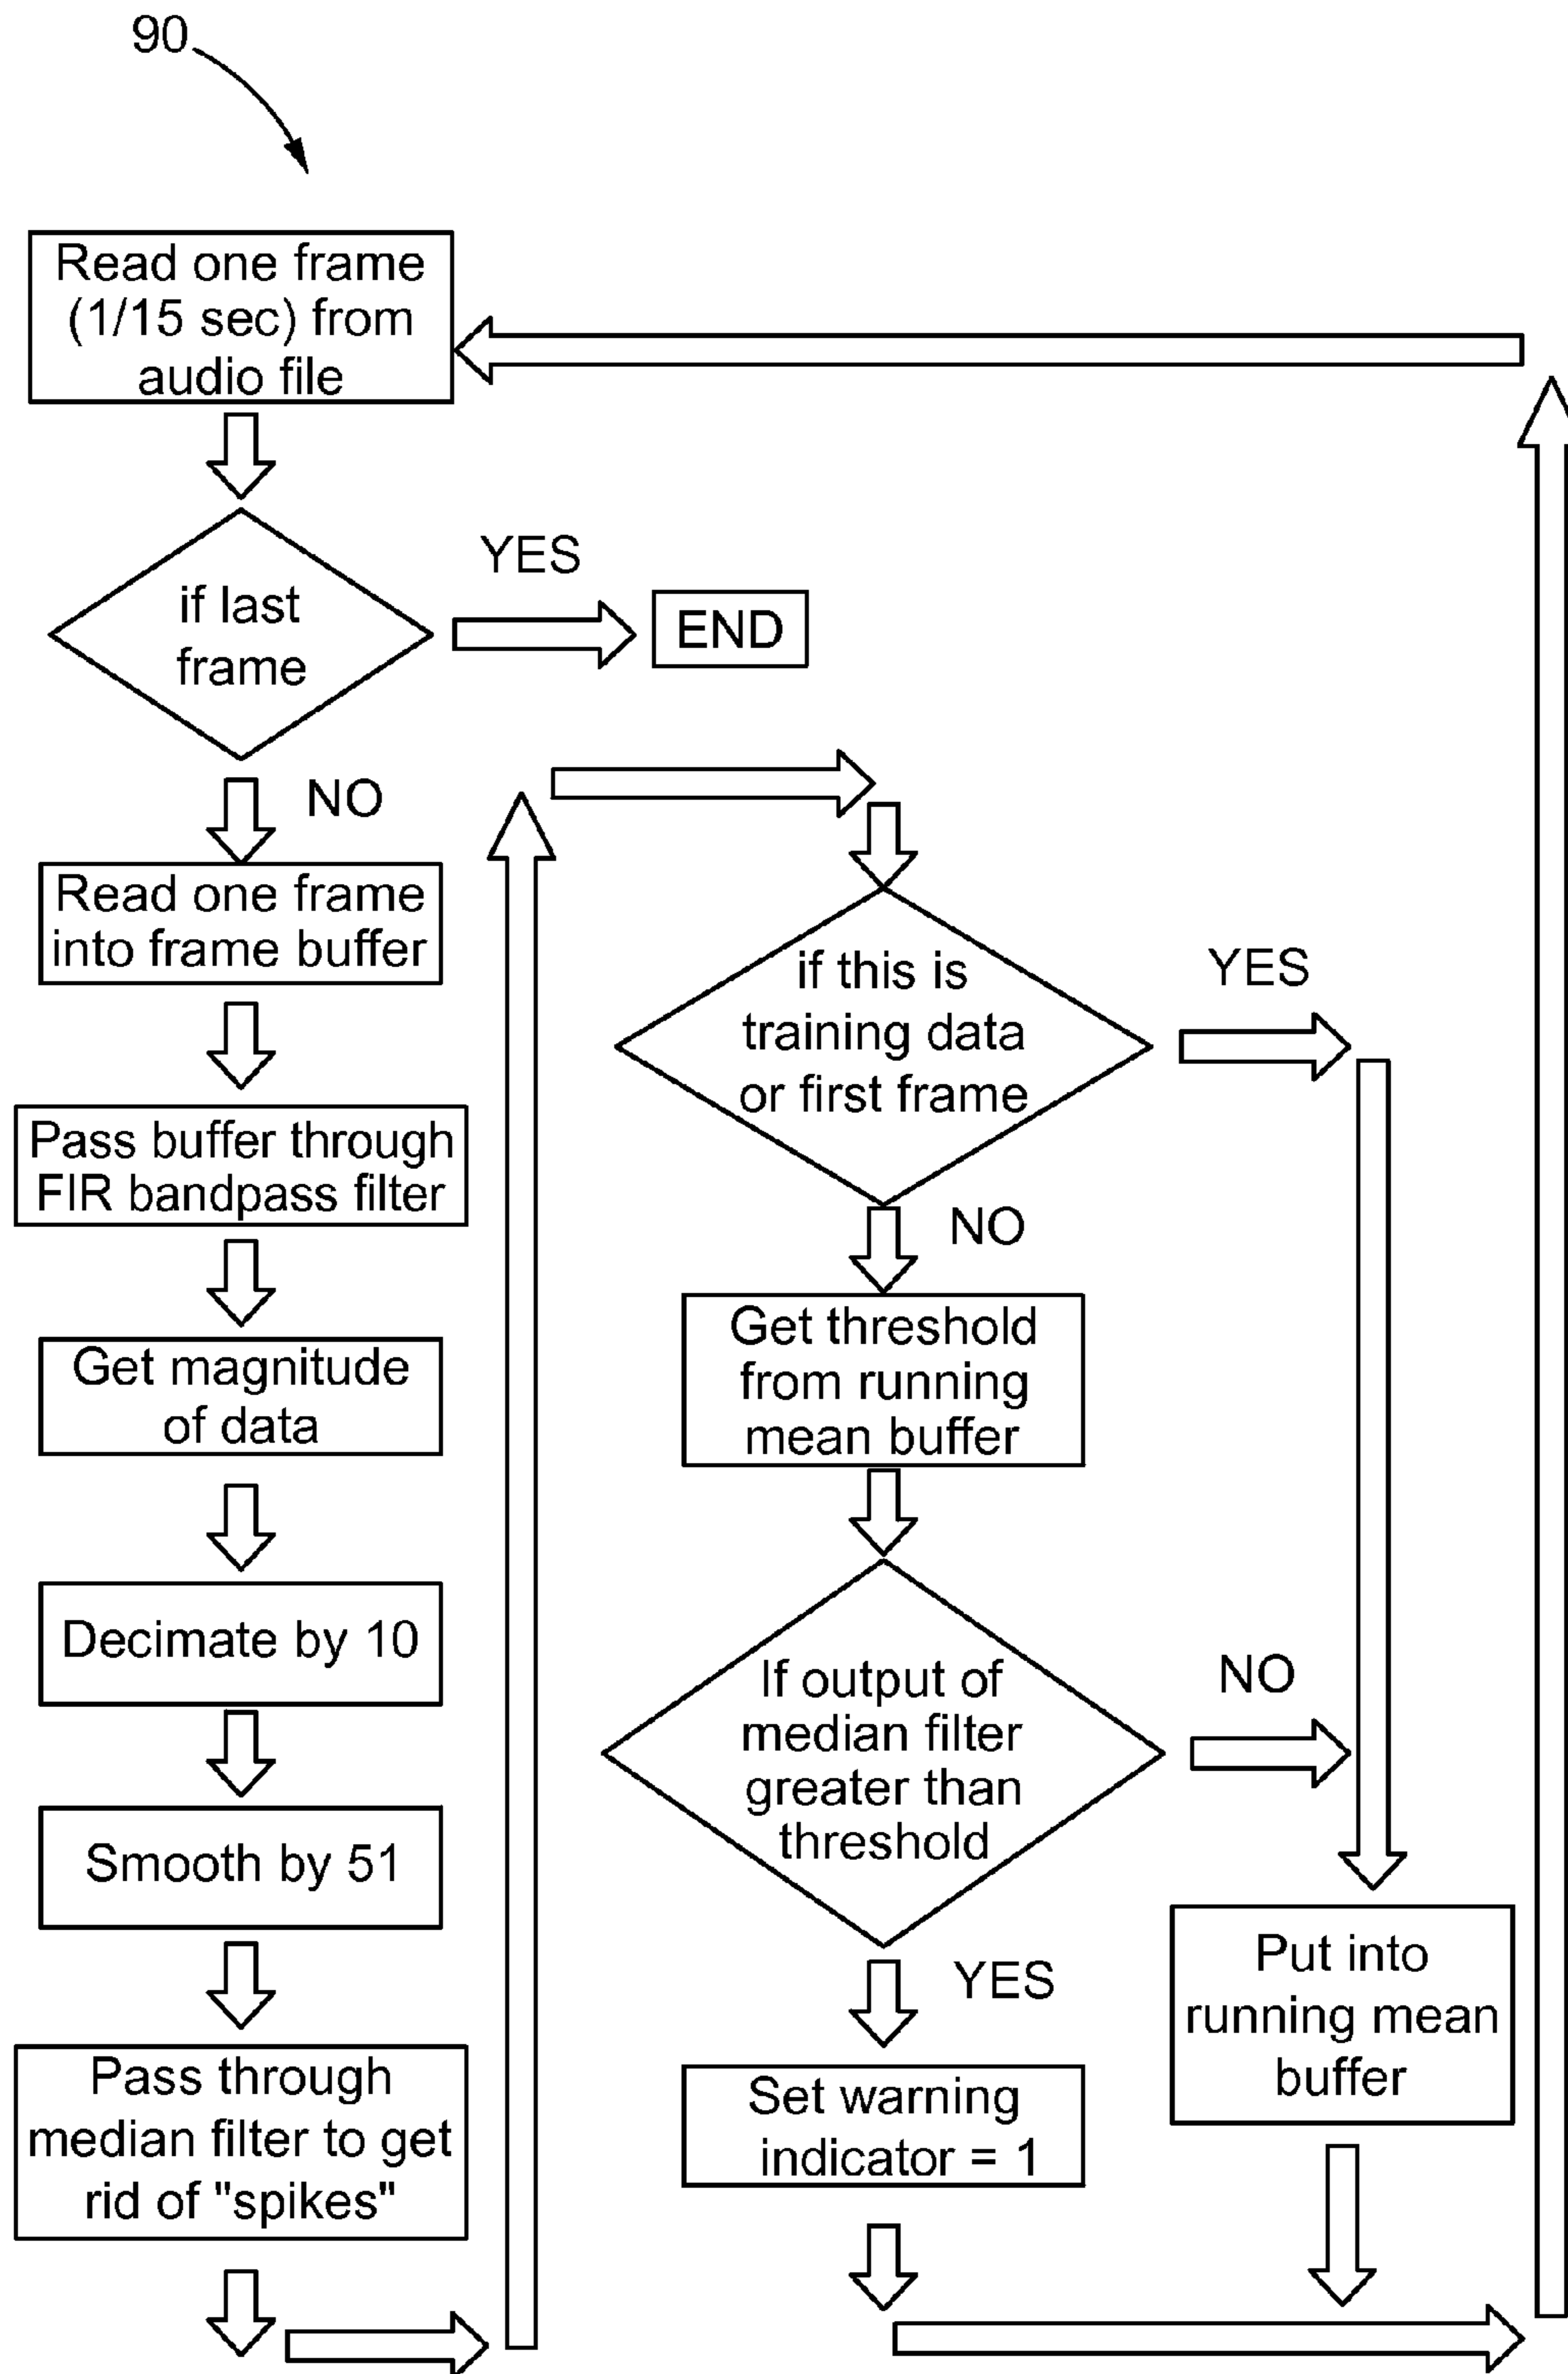 90
Read one frame
(1/15 sec) from
audio file
if last
frame
YES
END
NO
Read one frame
into frame buffer
Pass buffer through
FIR bandpass filter
Get magnitude
of data
Decimate by 10
Smooth by 51
Pass through
median filter to get
rid of "spikes"
if this is
training data
or first frame
YES
NO
Get threshold
from running
mean buffer
If output of
median filter
greater than
threshold
NO
YES
Set warning
indicator = 1
Put into
running mean
buffer